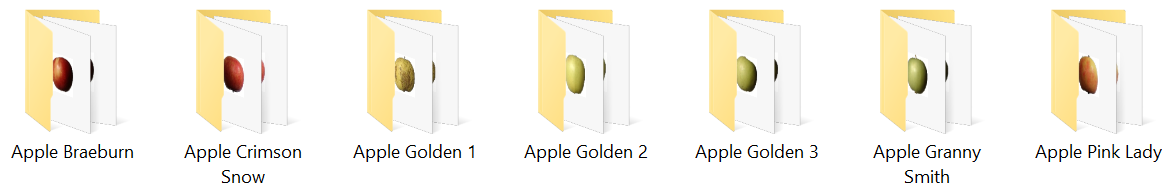 Apple Braeburn
Apple Crimson
Snow
Apple Golden 1
Apple Golden 2
Apple Golden 3
Apple Granny
Smith
Apple Pink Lady